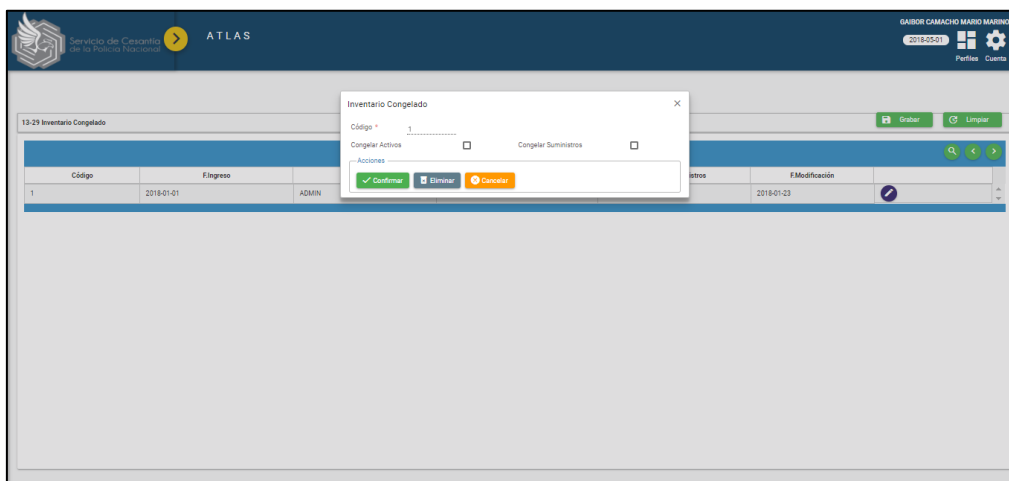 GAIBOR CAMACHO MARIO MARINO
Servicio de Cesantía
de la Policía Nacional
ATLAS
2018-05-01
Perfiles Cuenta
Inventario Congelado
13-29 Inventario Congelado
Grabar Limpiar
Código * 1
Congelar Activos Congelar Suministros
Acciones
Confirmar Eliminar Cancelar
Código F.Ingreso F.Modificación
1 2018-01-01 ADMIN 2018-01-23